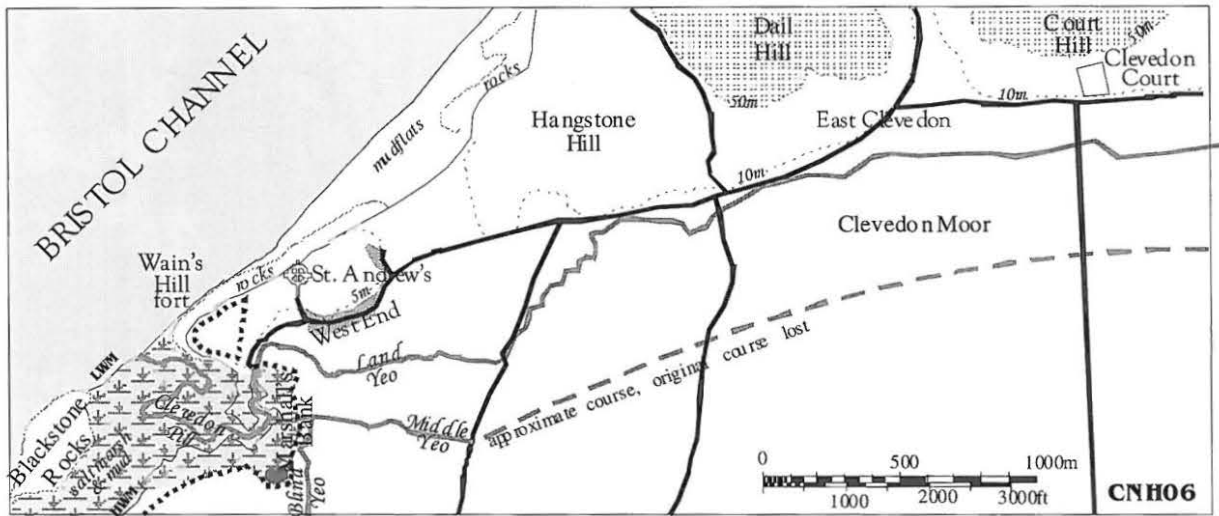 BRISTOL CHANNEL
mudflats
rocks
Hangstone
Hill
Dail
Hill
50m
Court
Hill
50m
Clevedon
Court
10m.
East Clevedon
10m.
Clevedon Moor
Wain's
Hill
fort
rocks
St. Andrew's
5m.
West End
Land
Yeo
Middle
Yeo
approximate course, original course lost
LWM
Clevedon
Pill
Marshall's
Bank
Blackstone
Rocks
saltmarsh
& mud
HWM
Blind
Yeo
0 500 1000m
1000 2000 3000ft
CNH06